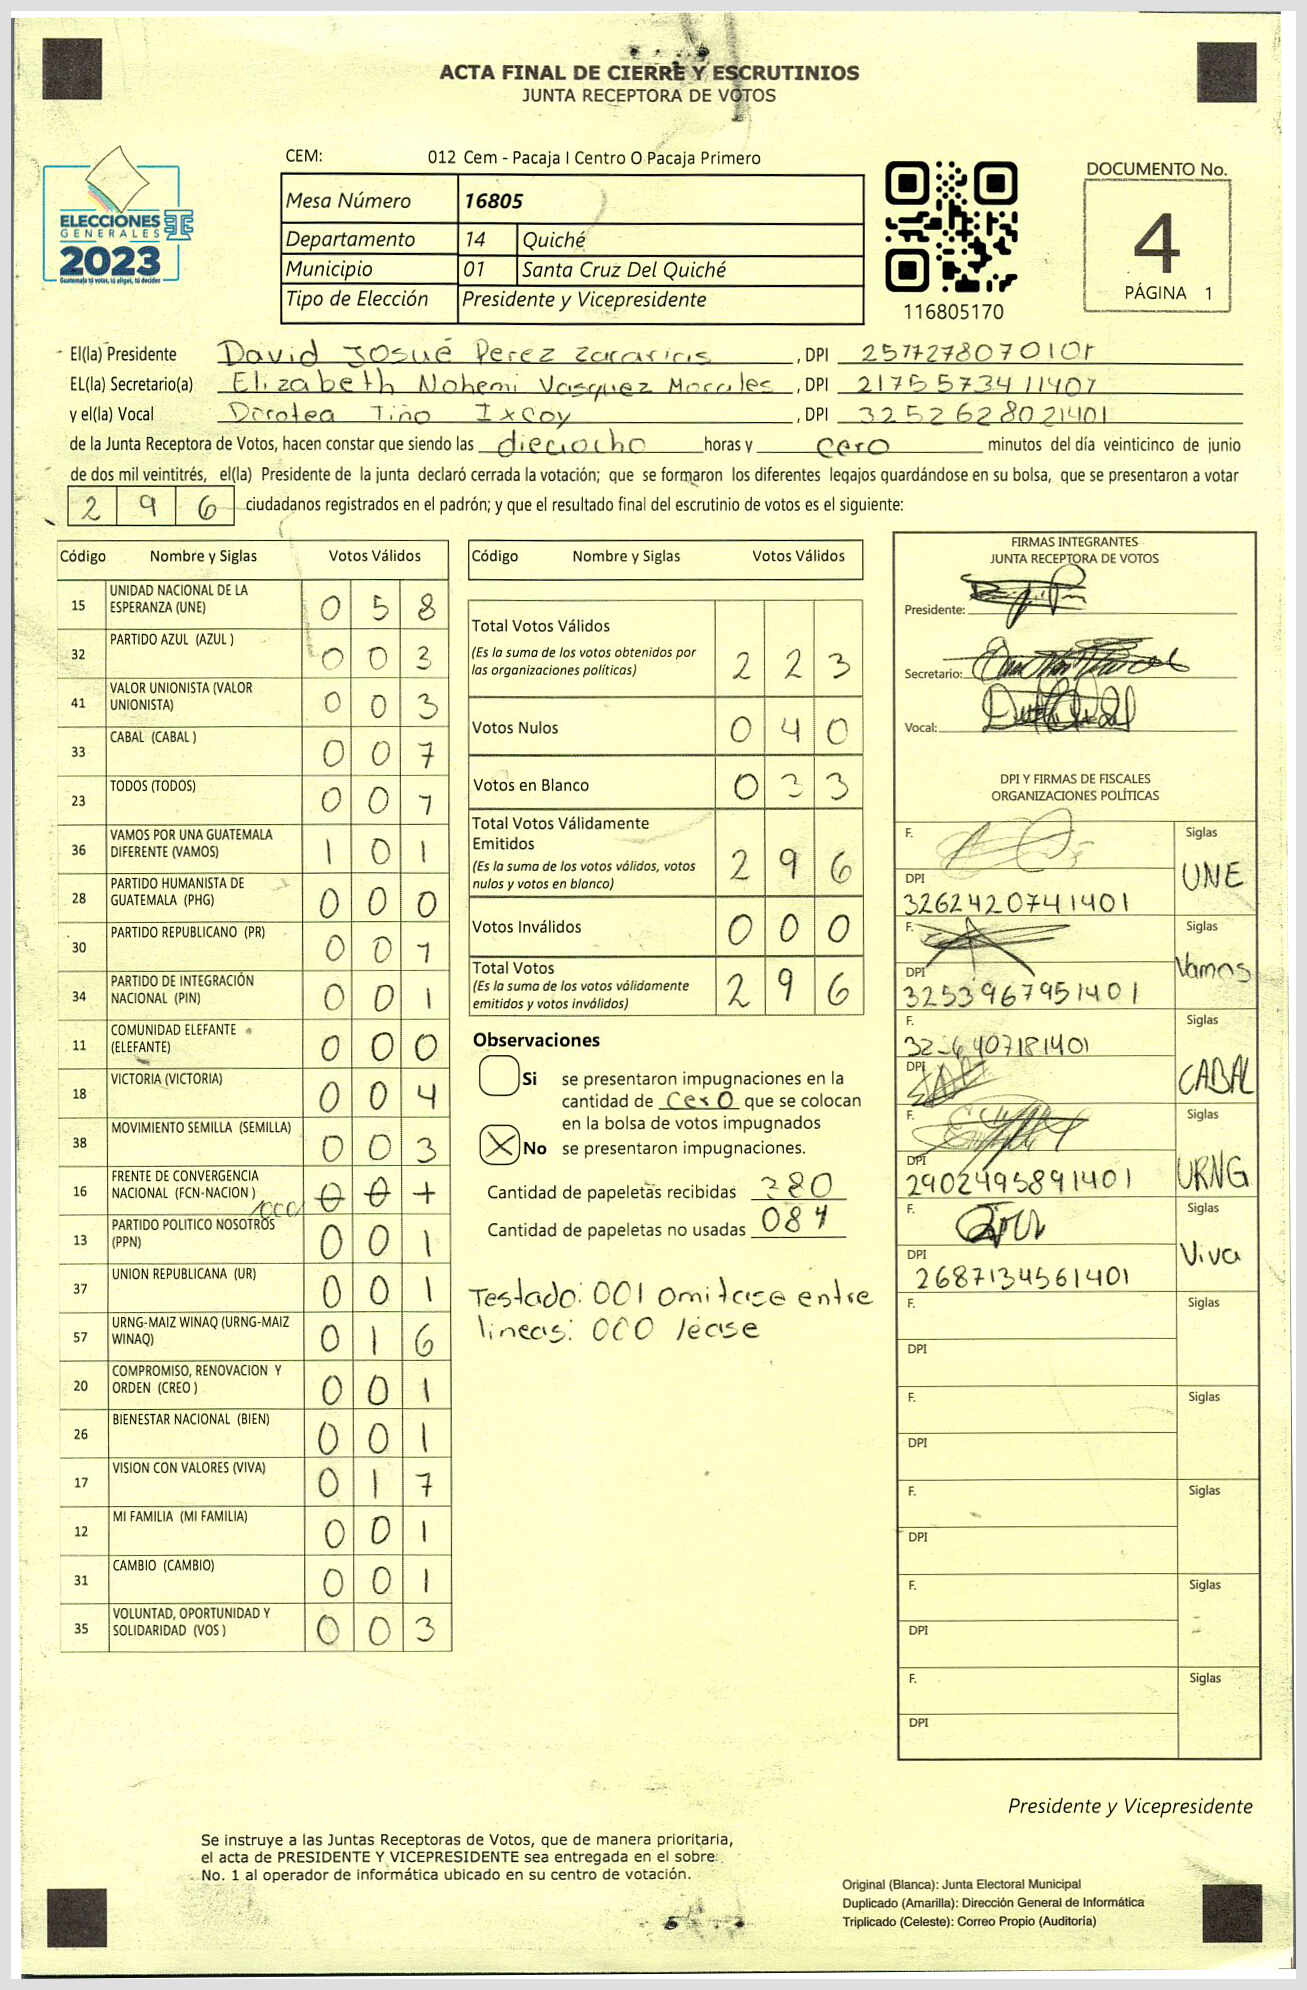 ACTA FINAL DE CIERRE Y ESCRUTINIOS
JUNTA RECEPTORA DE VOTOS
CEM: 012 Cem - Pacaja I Centro O Pacaja Primero
ELECCIONES
GENERALES
2023
Guatemala tú votas, tú eliges, tú decides
Mesa Número 16805
Departamento 14 Quiché
Municipio 01 Santa Cruz Del Quiché
Tipo de Elección Presidente y Vicepresidente
116805170
DOCUMENTO No.
4
PÁGINA 1
El(la) Presidente David Josué Perez Zacarias, DPI
EL(la) Secretario(a) Elizabeth Nohemi Vasquez Morales, DPI 2175573411401
y el(la) Vocal Dorotea Tiño Ixcoy, DPI 3252628021401
de la Junta Receptora de Votos, hacen constar que siendo las dieciocho horas y cero minutos del día veinticinco de junio
de dos mil veintitrés, el(la) Presidente de la junta declaró cerrada la votación; que se formaron los diferentes legajos guardándose en su bolsa, que se presentaron a votar
296 ciudadanos registrados en el padrón; y que el resultado final del escrutinio de votos es el siguiente:
Código Nombre y Siglas Votos Válidos
15 UNIDAD NACIONAL DE LA ESPERANZA (UNE) 0 5 8
32 PARTIDO AZUL (AZUL ) 0 0 3
41 VALOR UNIONISTA (VALOR UNIONISTA) 0 0 3
33 CABAL (CABAL ) 0 0 7
23 TODOS (TODOS) 0 0 1
36 VAMOS POR UNA GUATEMALA DIFERENTE (VAMOS) 1 0 1
28 PARTIDO HUMANISTA DE GUATEMALA (PHG) 0 0 0
30 PARTIDO REPUBLICANO (PR) 0 0 1
34 PARTIDO DE INTEGRACIÓN NACIONAL (PIN) 0 0 1
11 COMUNIDAD ELEFANTE (ELEFANTE) 0 0 0
18 VICTORIA (VICTORIA) 0 0 4
38 MOVIMIENTO SEMILLA (SEMILLA) 0 0 3
16 FRENTE DE CONVERGENCIA NACIONAL (FCN-NACION ) 000 0 0 1
13 PARTIDO POLITICO NOSOTROS (PPN) 0 0 1
37 UNION REPUBLICANA (UR) 0 0 1
57 URNG-MAIZ WINAQ (URNG-MAIZ WINAQ) 0 1 6
20 COMPROMISO, RENOVACION Y ORDEN (CREO ) 0 0 1
26 BIENESTAR NACIONAL (BIEN) 0 0 1
17 VISION CON VALORES (VIVA) 0 1 7
12 MI FAMILIA (MI FAMILIA) 0 0 1
31 CAMBIO (CAMBIO) 0 0 1
35 VOLUNTAD, OPORTUNIDAD Y SOLIDARIDAD (VOS ) 0 0 3
Código Nombre y Siglas Votos Válidos
Total Votos Válidos 2 2 3
(Es la suma de los votos obtenidos por
las organizaciones políticas)
Votos Nulos 0 4 0
Votos en Blanco 0 3 3
Total Votos Válidamente
Emitidos 2 9 6
(Es la suma de los votos válidos, votos
nulos y votos en blanco)
Votos Inválidos 0 0 0
Total Votos 2 9 6
(Es la suma de los votos válidamente
emitidos y votos inválidos)
Observaciones
Si se presentaron impugnaciones en la
cantidad de cero que se colocan
en la bolsa de votos impugnados
X No se presentaron impugnaciones.
Cantidad de papeletas recibidas 380
Cantidad de papeletas no usadas 084
Testado: 001 omitase entre
lineas: 000 lease
FIRMAS INTEGRANTES
JUNTA RECEPTORA DE VOTOS
Presidente:
Secretario:
Vocal:
DPI Y FIRMAS DE FISCALES
ORGANIZACIONES POLÍTICAS
F. Siglas
DPI UNE
3262420741401
F. Siglas
DPI Vamos
3253967951401
F. Siglas
DPI CABAL
F. Siglas
DPI URNG
2902495891401
F. Siglas
DPI Viva
2687134561401
F. Siglas
DPI
F. Siglas
DPI
F. Siglas
DPI
F. Siglas
DPI
F. Siglas
DPI
Presidente y Vicepresidente
Se instruye a las Juntas Receptoras de Votos, que de manera prioritaria,
el acta de PRESIDENTE Y VICEPRESIDENTE sea entregada en el sobre
No. 1 al operador de informática ubicado en su centro de votación.
Original (Blanca): Junta Electoral Municipal
Duplicado (Amarilla): Dirección General de Informática
Triplicado (Celeste): Correo Propio (Auditoria)